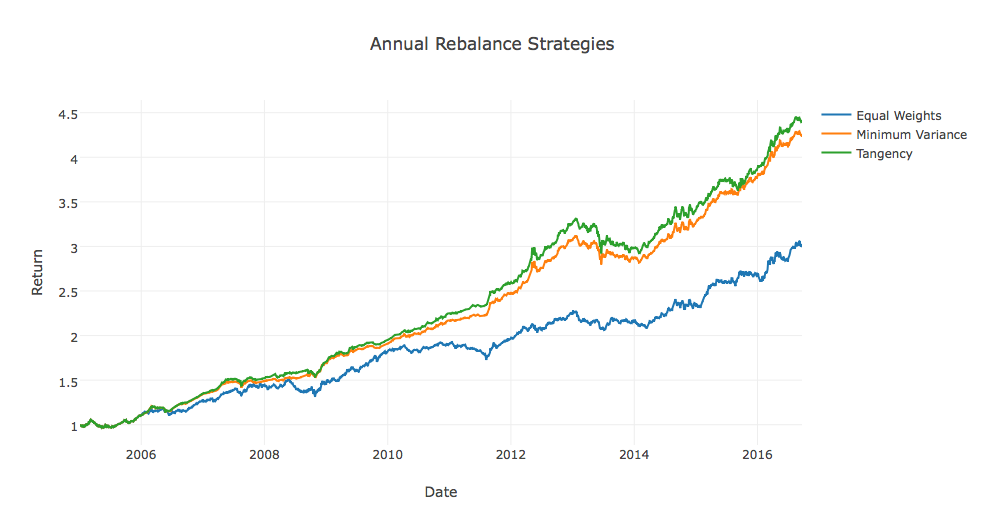 Annual Rebalance Strategies
4.5
4
3.5
3
2.5
2
1.5
1
Return
2006 2008 2010 2012 2014 2016
Date
Equal Weights
Minimum Variance
Tangency